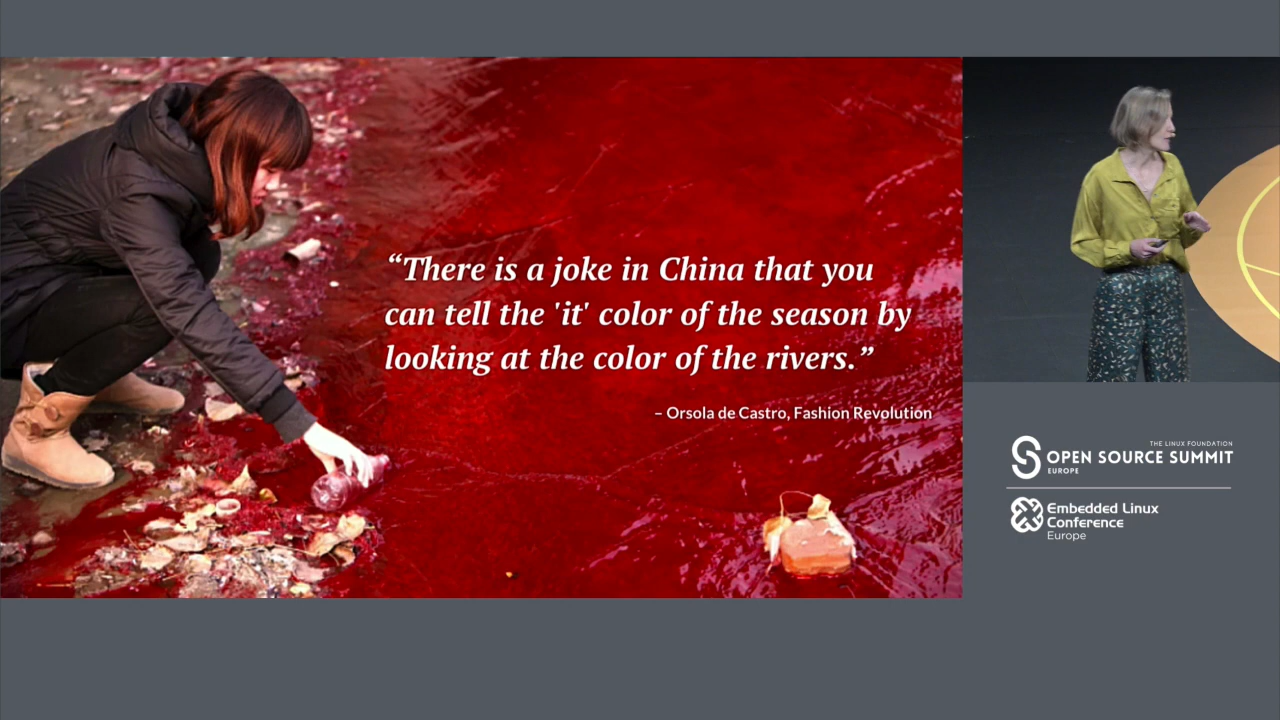 “There is a joke in China that you
can tell the 'it' color of the season by
looking at the color of the rivers.”
– Orsola de Castro, Fashion Revolution
THE LINUX FOUNDATION
OPEN SOURCE SUMMIT
EUROPE
Embedded Linux
Conference
Europe